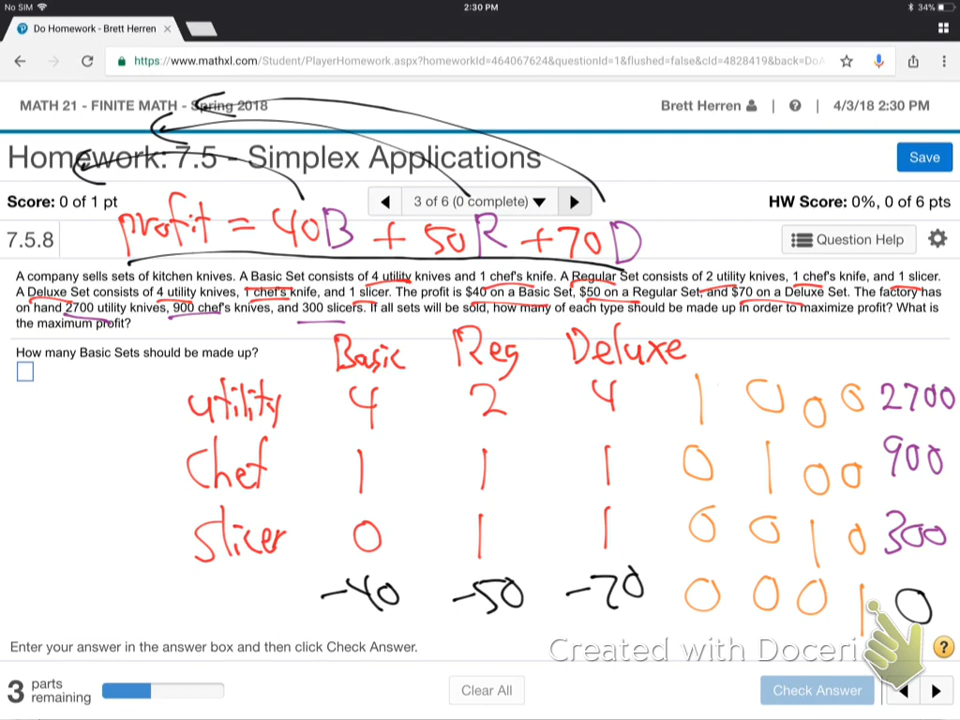 No SIM 2:30 PM 34%
Do Homework - Brett Herren ×
https://www.mathxl.com/Student/PlayerHomework.aspx?homeworkId=464067624&questionId=1&flushed=false&cId=4828419&back=DoA
MATH 21 - FINITE MATH - Spring 2018 Brett Herren ? 4/3/18 2:30 PM
Homework: 7.5 - Simplex Applications Save
Score: 0 of 1 pt 3 of 6 (0 complete) HW Score: 0%, 0 of 6 pts
profit = 40B + 50R + 70D
7.5.8 Question Help
A company sells sets of kitchen knives. A Basic Set consists of 4 utility knives and 1 chef's knife. A Regular Set consists of 2 utility knives, 1 chef's knife, and 1 slicer.
A Deluxe Set consists of 4 utility knives, 1 chef's knife, and 1 slicer. The profit is $40 on a Basic Set, $50 on a Regular Set, and $70 on a Deluxe Set. The factory has
on hand 2700 utility knives, 900 chef's knives, and 300 slicers. If all sets will be sold, how many of each type should be made up in order to maximize profit? What is
the maximum profit?
How many Basic Sets should be made up?
Basic Reg Deluxe
utility 4 2 4 1 0 0 0 2700
chef 1 1 1 0 1 0 0 900
slicer 0 1 1 0 0 1 0 300
-40 -50 -70 0 0 0 1 0
Enter your answer in the answer box and then click Check Answer.
Created with Doceri
?
3 parts remaining Clear All Check Answer